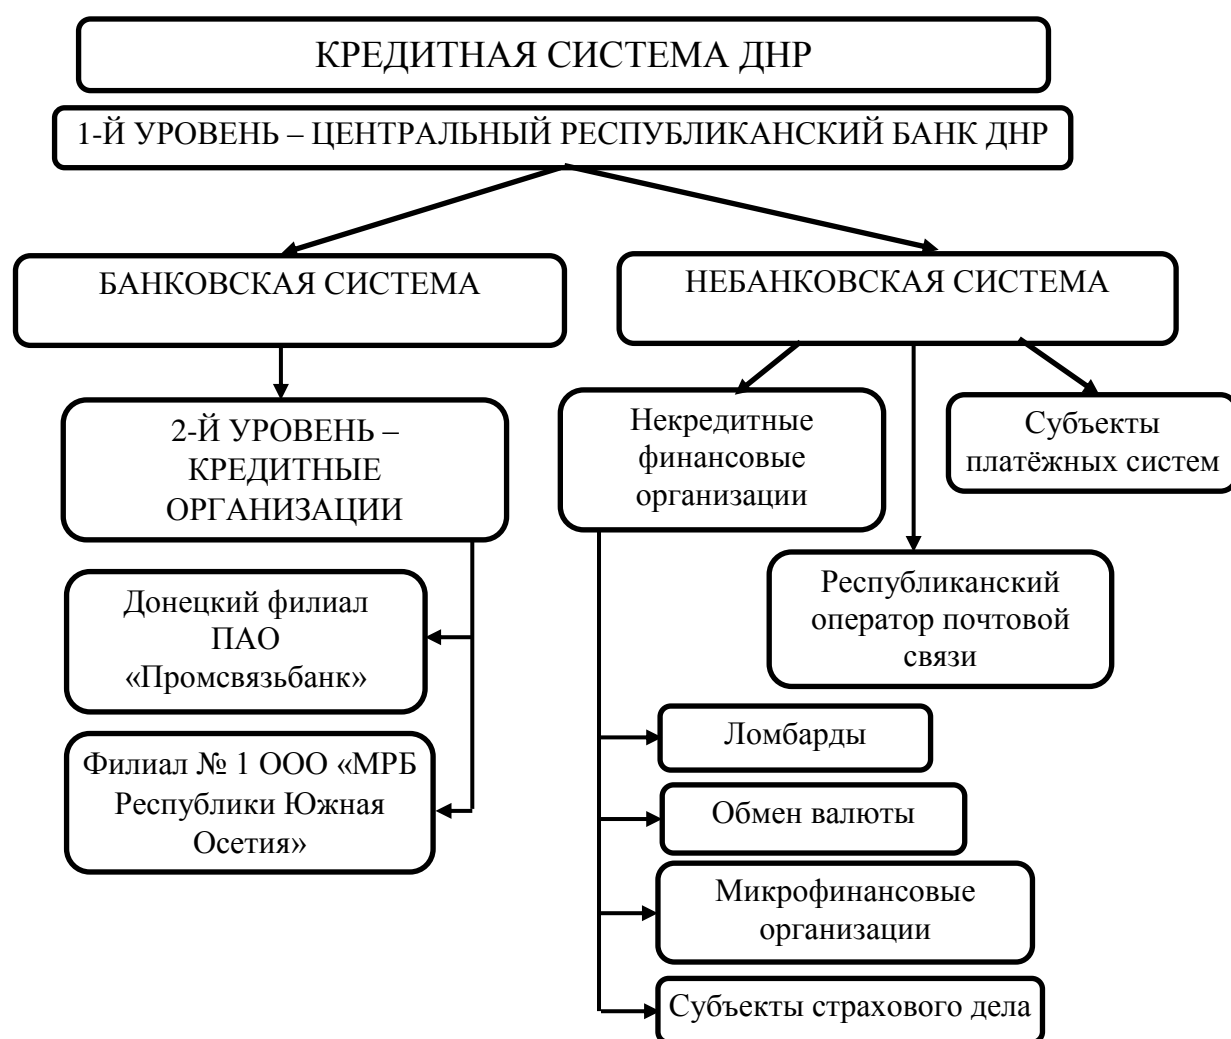 КРЕДИТНАЯ СИСТЕМА ДНР
1-Й УРОВЕНЬ – ЦЕНТРАЛЬНЫЙ РЕСПУБЛИКАНСКИЙ БАНК ДНР
БАНКОВСКАЯ СИСТЕМА
НЕБАНКОВСКАЯ СИСТЕМА
2-Й УРОВЕНЬ –
КРЕДИТНЫЕ
ОРГАНИЗАЦИИ
Донецкий филиал
ПАО
«Промсвязьбанк»
Филиал № 1 ООО «МРБ
Республики Южная
Осетия»
Некредитные
финансовые
организации
Субъекты
платёжных систем
Республиканский
оператор почтовой
связи
Ломбарды
Обмен валюты
Микрофинансовые
организации
Субъекты страхового дела